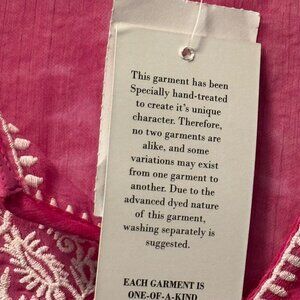 This garment has been
Specially hand-treated
to create it's unique
character. Therefore,
no two garments are
alike, and some
variations may exist
from one garment to
another. Due to the
advanced dyed nature
of this garment,
washing separately is
suggested.
EACH GARMENT IS
ONE-OF-A-KIND